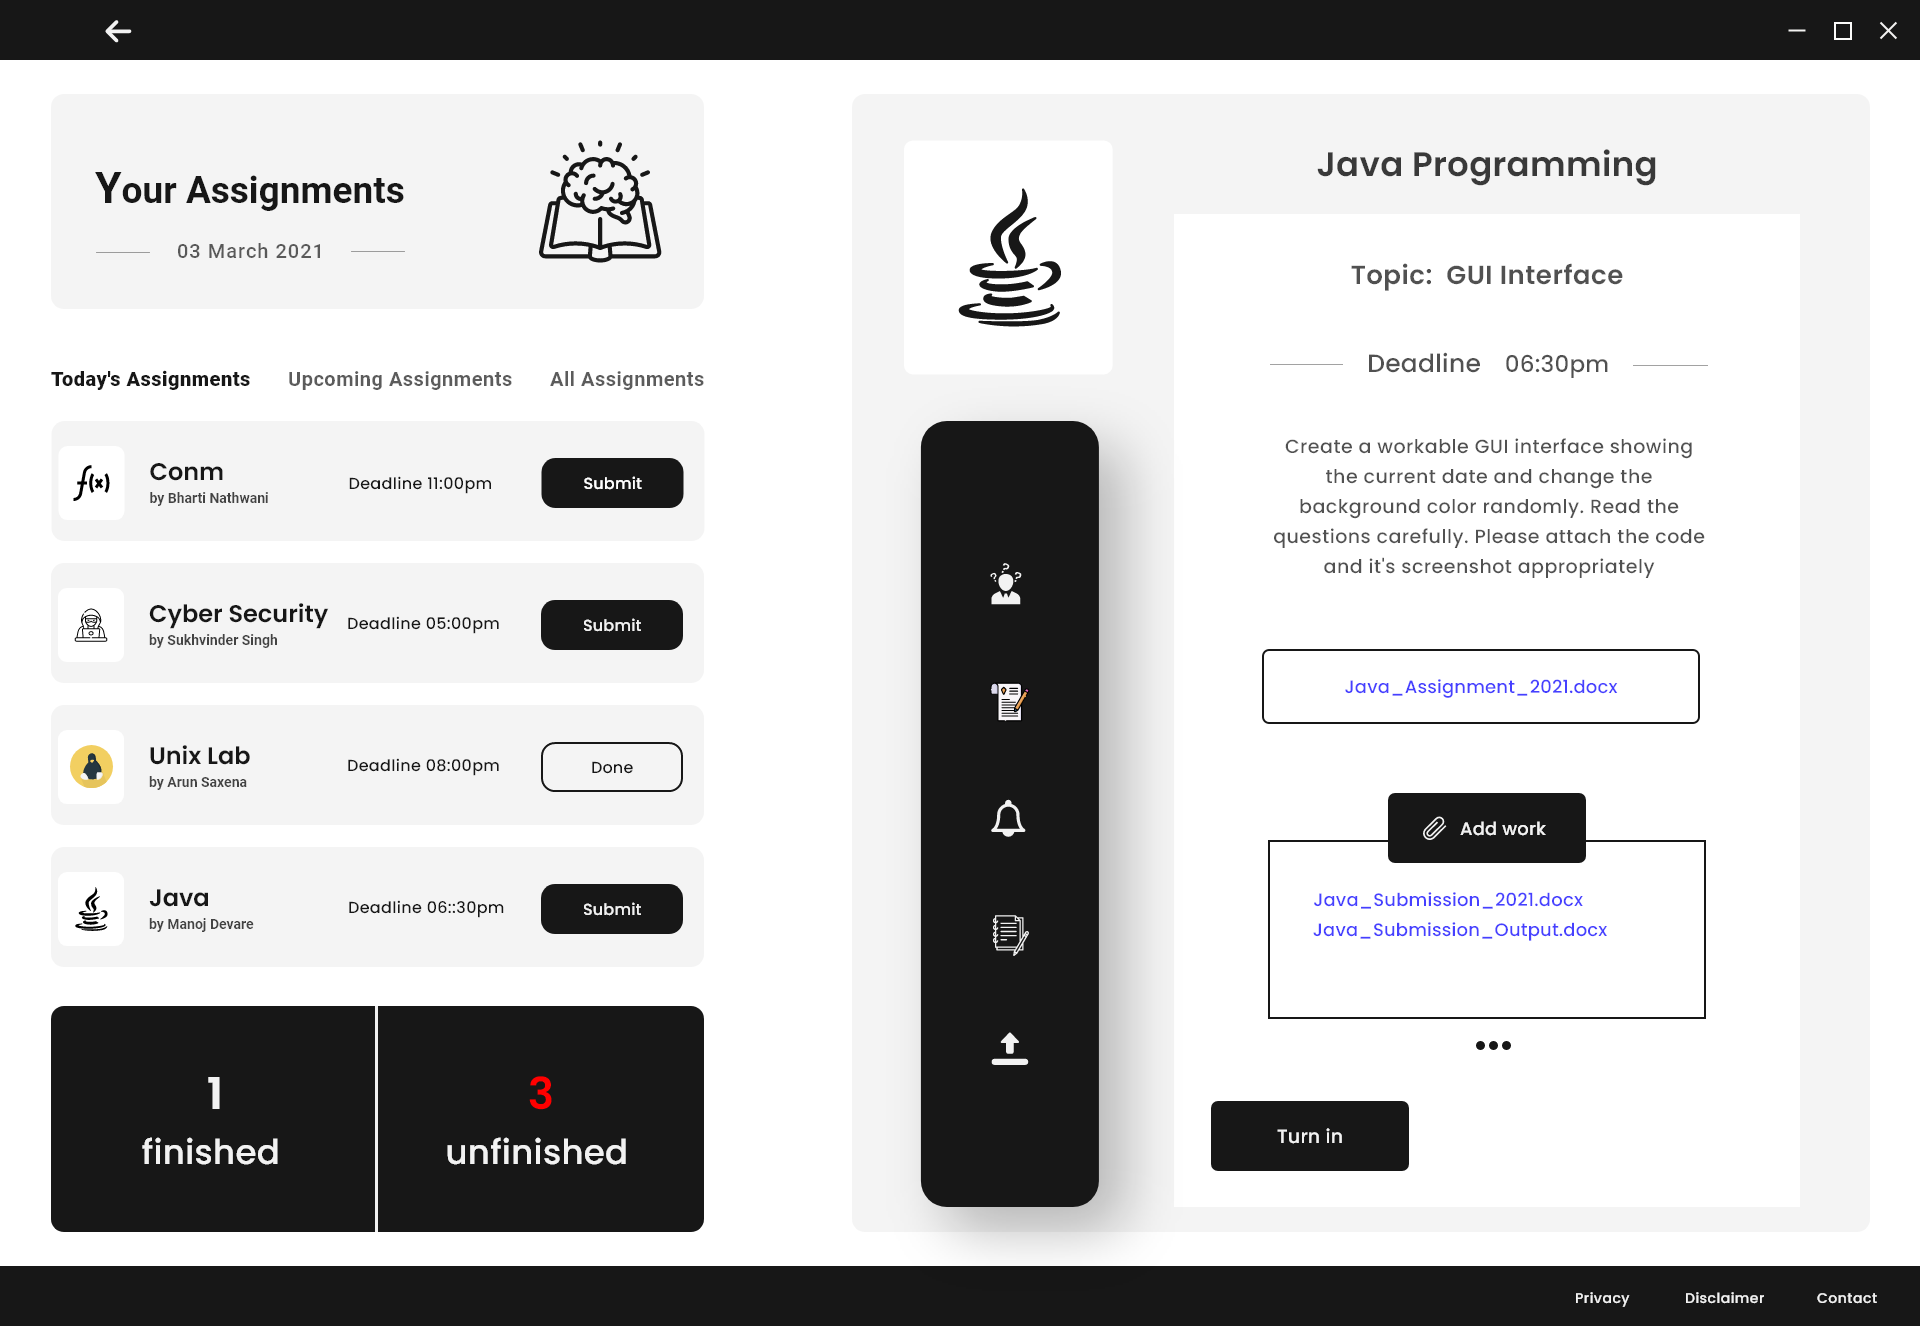 Your Assignments
03 March 2021
Today's Assignments
Upcoming Assignments
All Assignments
f(x)
Conm
by Bharti Nathwani
Deadline 11:00pm
Submit
Cyber Security
by Sukhvinder Singh
Deadline 05:00pm
Submit
Unix Lab
by Arun Saxena
Deadline 08:00pm
Done
Java
by Manoj Devare
Deadline 06::30pm
Submit
1
finished
3
unfinished
Java Programming
Topic: GUI Interface
Deadline 06:30pm
Create a workable GUI interface showing
the current date and change the
background color randomly. Read the
questions carefully. Please attach the code
and it's screenshot appropriately
Java_Assignment_2021.docx
Add work
Java_Submission_2021.docx
Java_Submission_Output.docx
Turn in
Privacy
Disclaimer
Contact